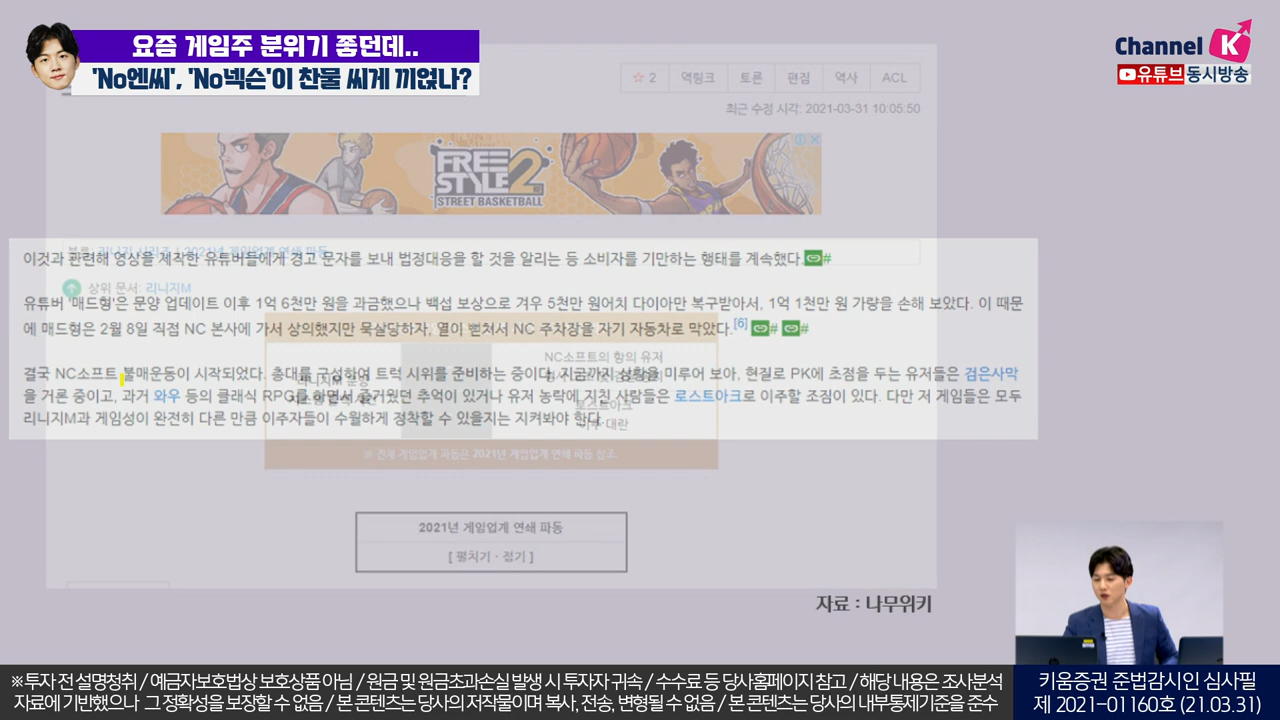 요즘 게임주 분위기 좋던데..
'No엔씨', 'No넥슨'이 찬물 씨게 끼얹나?
Channel K
유튜브동시방송
☆ 2 역링크 토론 편집 역사 ACL
최근 수정 시각: 2021-03-31 10:05:50
FREE STYLE 2
STREET BASKETBALL
이것과 관련해 영상을 제작한 유튜버들에게 경고 문자를 보내 법정대응을 할 것을 알리는 등 소비자를 기만하는 행태를 계속했다.#
상위 문서: 리니지M
유튜버 '매드형'은 문양 업데이트 이후 1억 6천만 원을 과금했으나 백섭 보상으로 겨우 5천만 원어치 다이아만 복구받아서, 1억 1천만 원 가량을 손해 보았다. 이 때문
에 매드형은 2월 8일 직접 NC 본사에 가서 상의했지만 묵살당하자, 열이 뻗쳐서 NC 주차장을 자기 자동차로 막았다.[6] # #
NC소프트의 항의 유저
결국 NC소프트 불매운동이 시작되었다. 총대를 구성하여 트럭 시위를 준비하는 중이다. 지금까지 상황을 미루어 보아, 현질로 PK에 초점을 두는 유저들은 검은사막
을 거론 중이고, 과거 와우 등의 클래식 RPG를 하면서 즐거웠던 추억이 있거나 유저 농락에 지친 사람들은 로스트아크로 이주할 조짐이 있다. 다만 저 게임들은 모두
리니지M과 게임성이 완전히 다른 만큼 이주자들이 수월하게 정착할 수 있을지는 지켜봐야 한다.
※ 전체 게임업계 파동은 2021년 게임업계 연쇄 파동 참조.
2021년 게임업계 연쇄 파동
[ 펼치기 · 접기 ]
자료 : 나무위키
※투자 전 설명청취 / 예금자보호법상 보호상품 아님 / 원금 및 원금초과손실 발생 시 투자자 귀속 / 수수료 등 당사홈페이지 참고 / 해당 내용은 조사분석
자료에 기반했으나 그 정확성을 보장할 수 없음 / 본 콘텐츠는 당사의 저작물이며 복사, 전송, 변형될 수 없음 / 본 콘텐츠는 당사의 내부통제기준을 준수
키움증권 준법감시인 심사필
제 2021-01160호 (21.03.31)